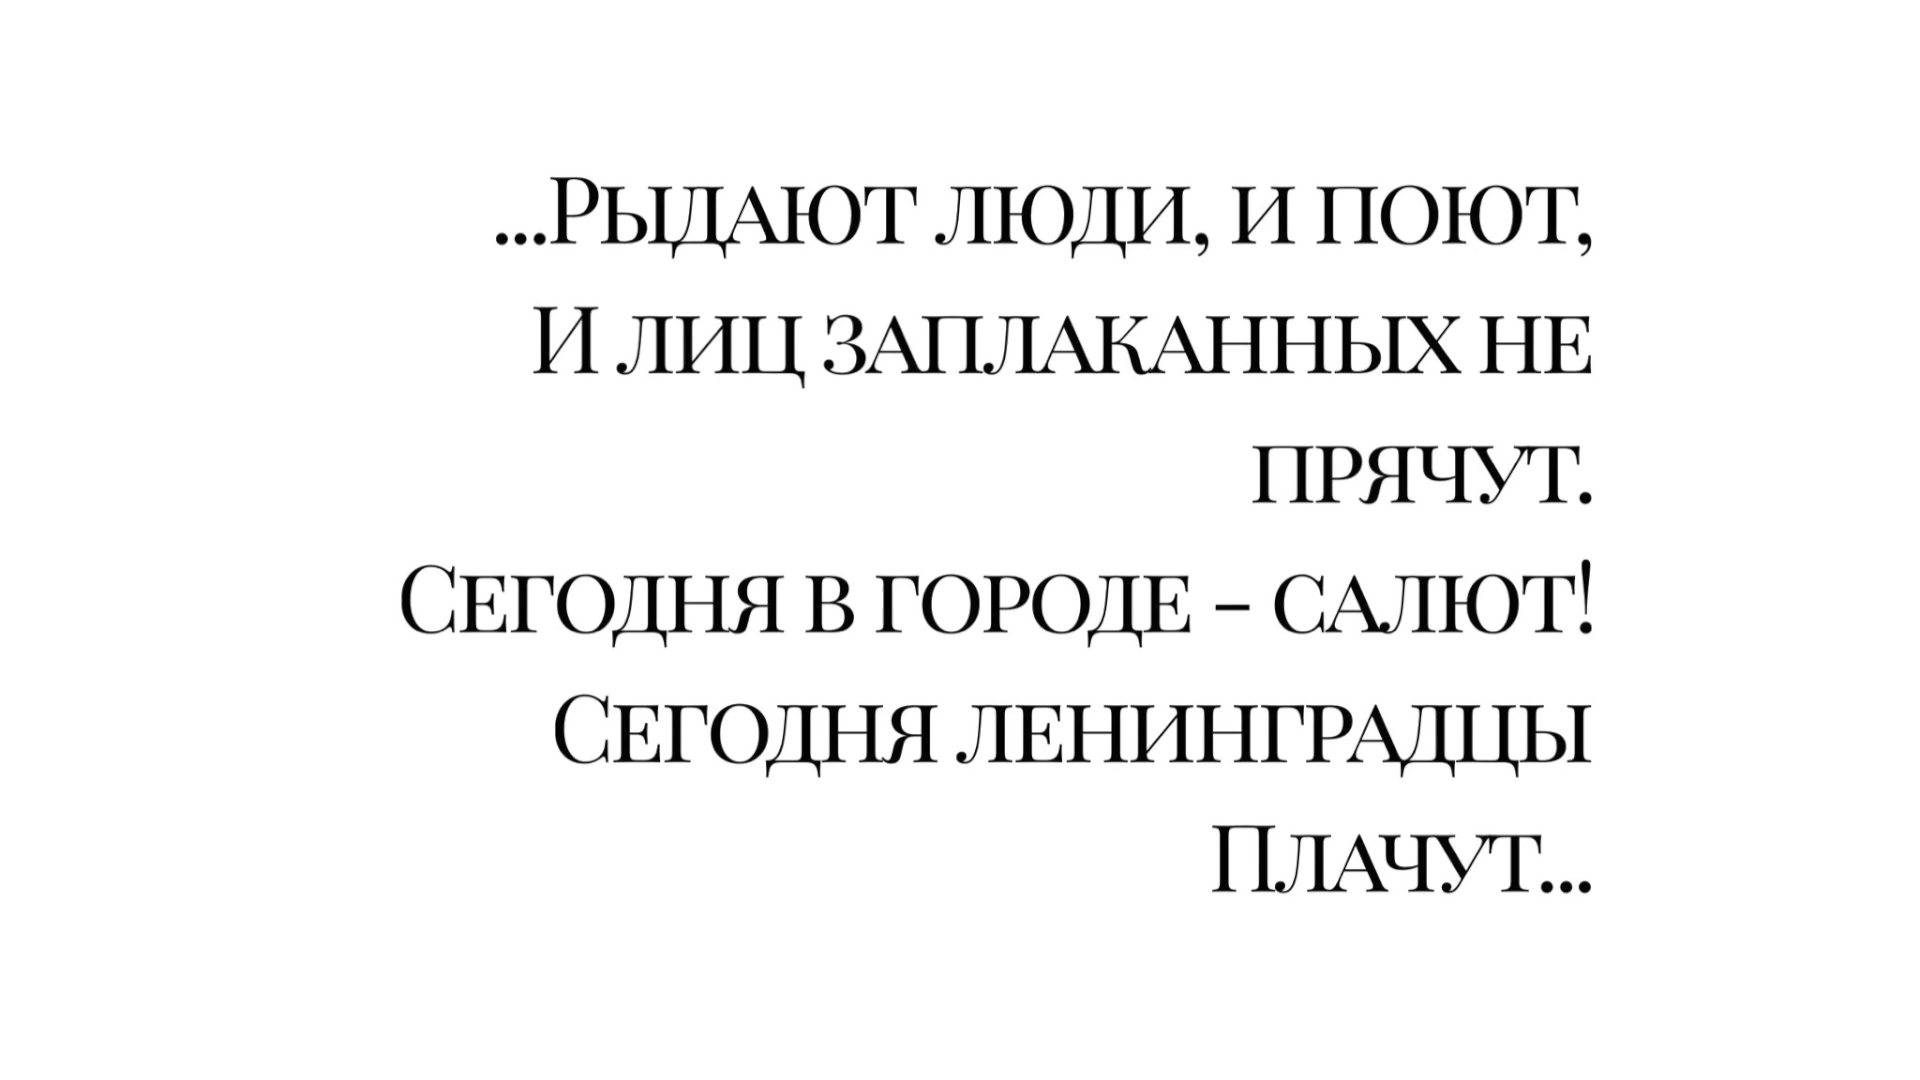 ...Рыдают люди, и поют,
И лиц заплаканных не
прячут.
Сегодня в городе – салют!
Сегодня ленинградцы
Плачут...